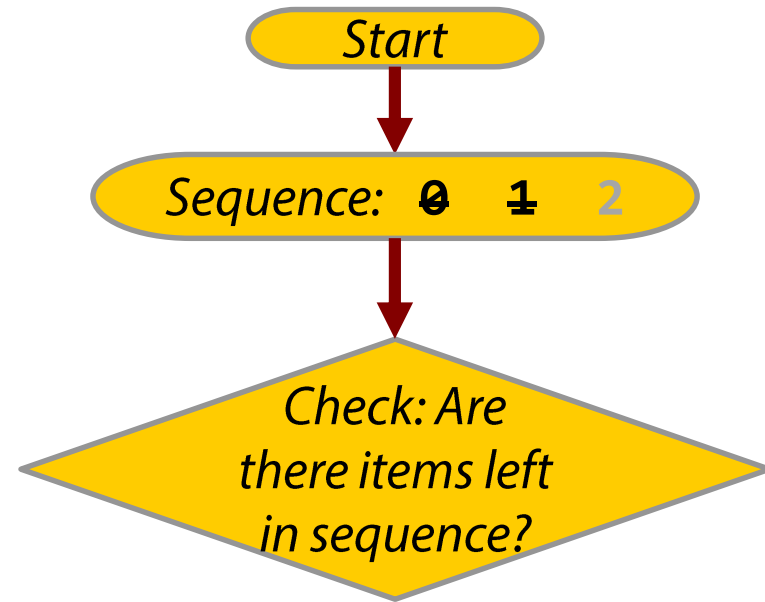 Start
Sequence: 0 1 2
Check: Are
there items left
in sequence?